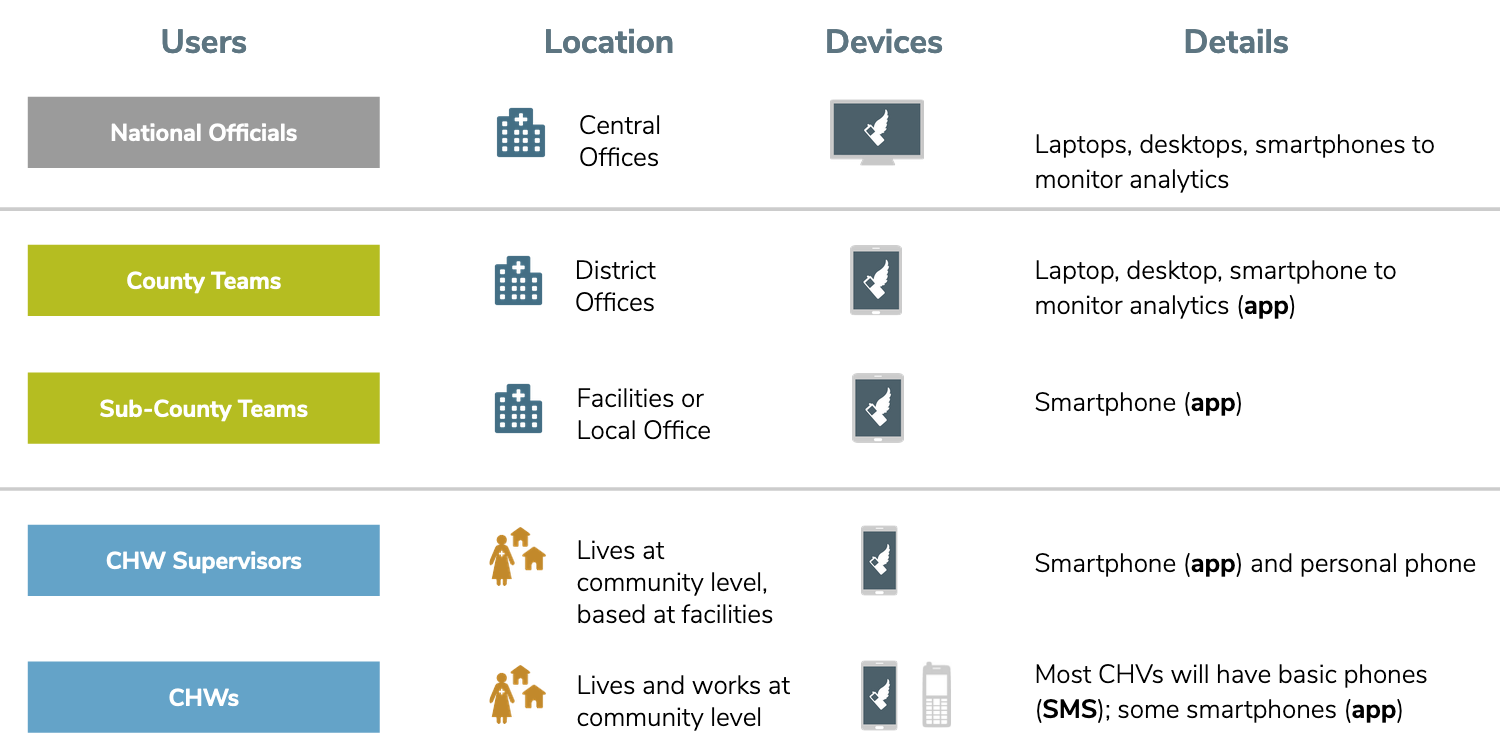 Users Location Devices Details
National Officials
Central
Offices
Laptops, desktops, smartphones to
monitor analytics
County Teams
District
Offices
Laptop, desktop, smartphone to
monitor analytics (app)
Sub-County Teams
Facilities or
Local Office
Smartphone (app)
CHW Supervisors
Lives at
community level,
based at facilities
Smartphone (app) and personal phone
CHWs
Lives and works at
community level
Most CHVs will have basic phones
(SMS); some smartphones (app)